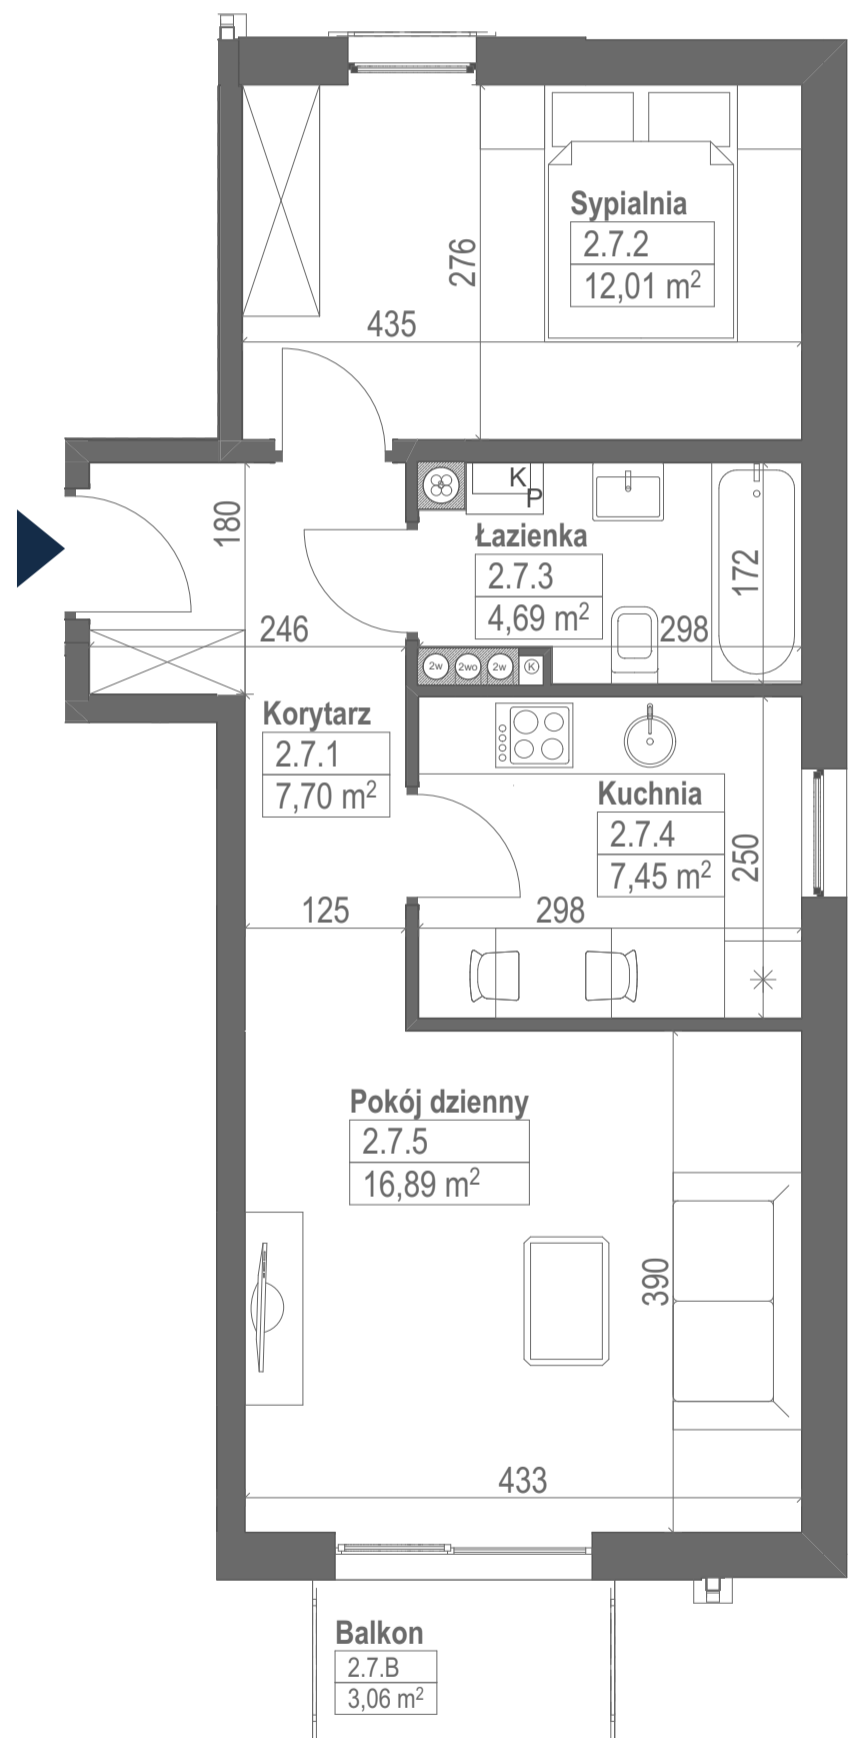 Sypialnia
2.7.2
12,01 m²
276
435
180
K
P
Łazienka
2.7.3
4,69 m²
172
246
298
2w
2wo
2w
K
Korytarz
2.7.1
7,70 m²
Kuchnia
2.7.4
7,45 m²
250
125
298
Pokój dzienny
2.7.5
16,89 m²
390
433
Balkon
2.7.B
3,06 m²